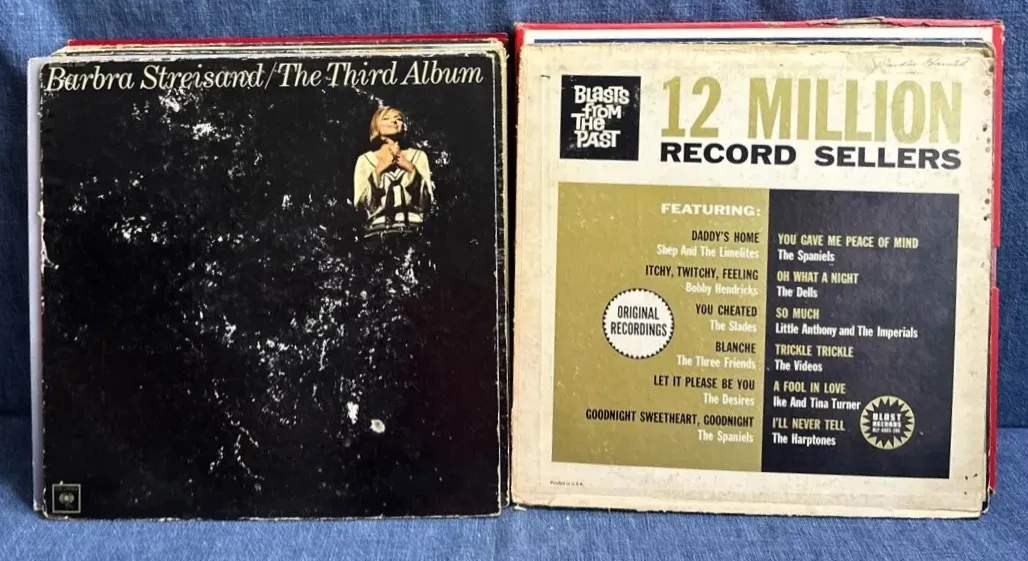 Barbra Streisand/The Third Album
BLASTS
FROM
THE
PAST
12 MILLION
RECORD SELLERS
FEATURING:
DADDY'S HOME
Shep And The Limelites
ITCHY, TWITCHY, FEELING
Bobby Hendricks
YOU CHEATED
The Slades
BLANCHE
The Three Friends
LET IT PLEASE BE YOU
The Desires
GOODNIGHT SWEETHEART, GOODNIGHT
The Spaniels
ORIGINAL
RECORDINGS
YOU GAVE ME PEACE OF MIND
The Spaniels
OH WHAT A NIGHT
The Dells
SO MUCH
Little Anthony and The Imperials
TRICKLE TRICKLE
The Videos
A FOOL IN LOVE
Ike And Tina Turner
I'LL NEVER TELL
The Harptones
BLAST
RECORDS
Printed in U.S.A.